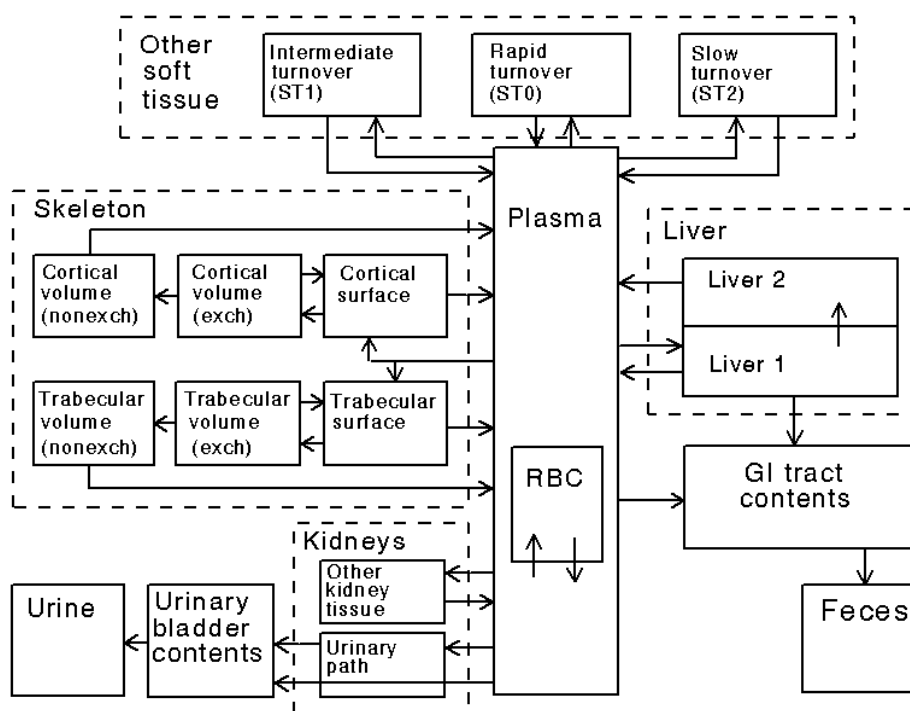 Other
soft
tissue
Intermediate
turnover
(ST1)
Rapid
turnover
(ST0)
Slow
turnover
(ST2)
Skeleton
Cortical
volume
(nonexch)
Cortical
volume
(exch)
Cortical
surface
Trabecular
volume
(nonexch)
Trabecular
volume
(exch)
Trabecular
surface
Plasma
RBC
Liver
Liver 2
Liver 1
GI tract
contents
Feces
Kidneys
Other
kidney
tissue
Urinary
path
Urinary
bladder
contents
Urine